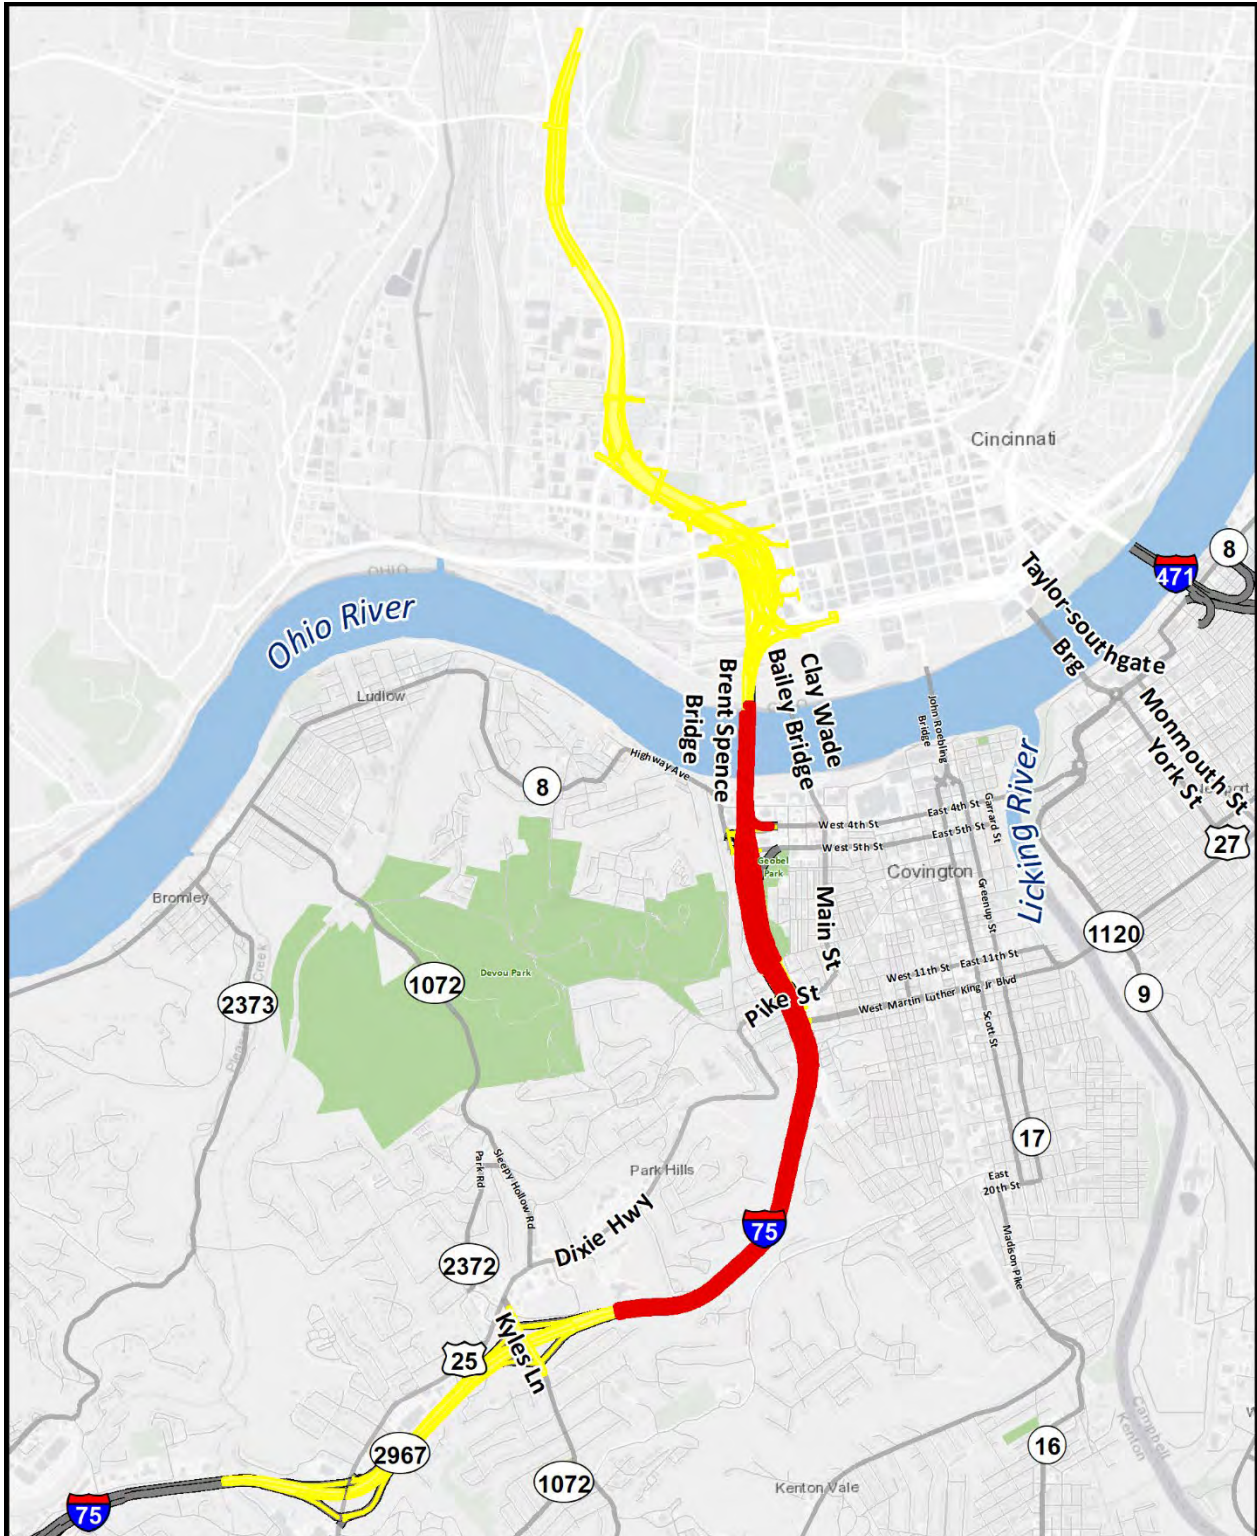 Cincinnati
OHIO
8
471
Taylor-southgate
Brg
Ohio River
Ludlow
Clay Wade
Bailey Bridge
Brent Spence
Bridge
John Roebling
Bridge
Monmouth St
York St
Highway Ave
8
Licking River
Garrard St
East 4th St
West 4th St
East 5th St
West 5th St
27
Goebel
Park
Covington
Bromley
Main St
Greenup St
1120
Devou Park
West 11th St
East 11th St
1072
2373
Creek
9
Pike St
West Martin Luther King Jr Blvd
Scott St
17
Park Hills
East
20th St
Park Rd
Sleepy Hollow Rd
Dixie Hwy
75
2372
Madison Pike
Kyles Ln
25
Campbell
Kenton
2967
16
1072
Kenton Vale
75